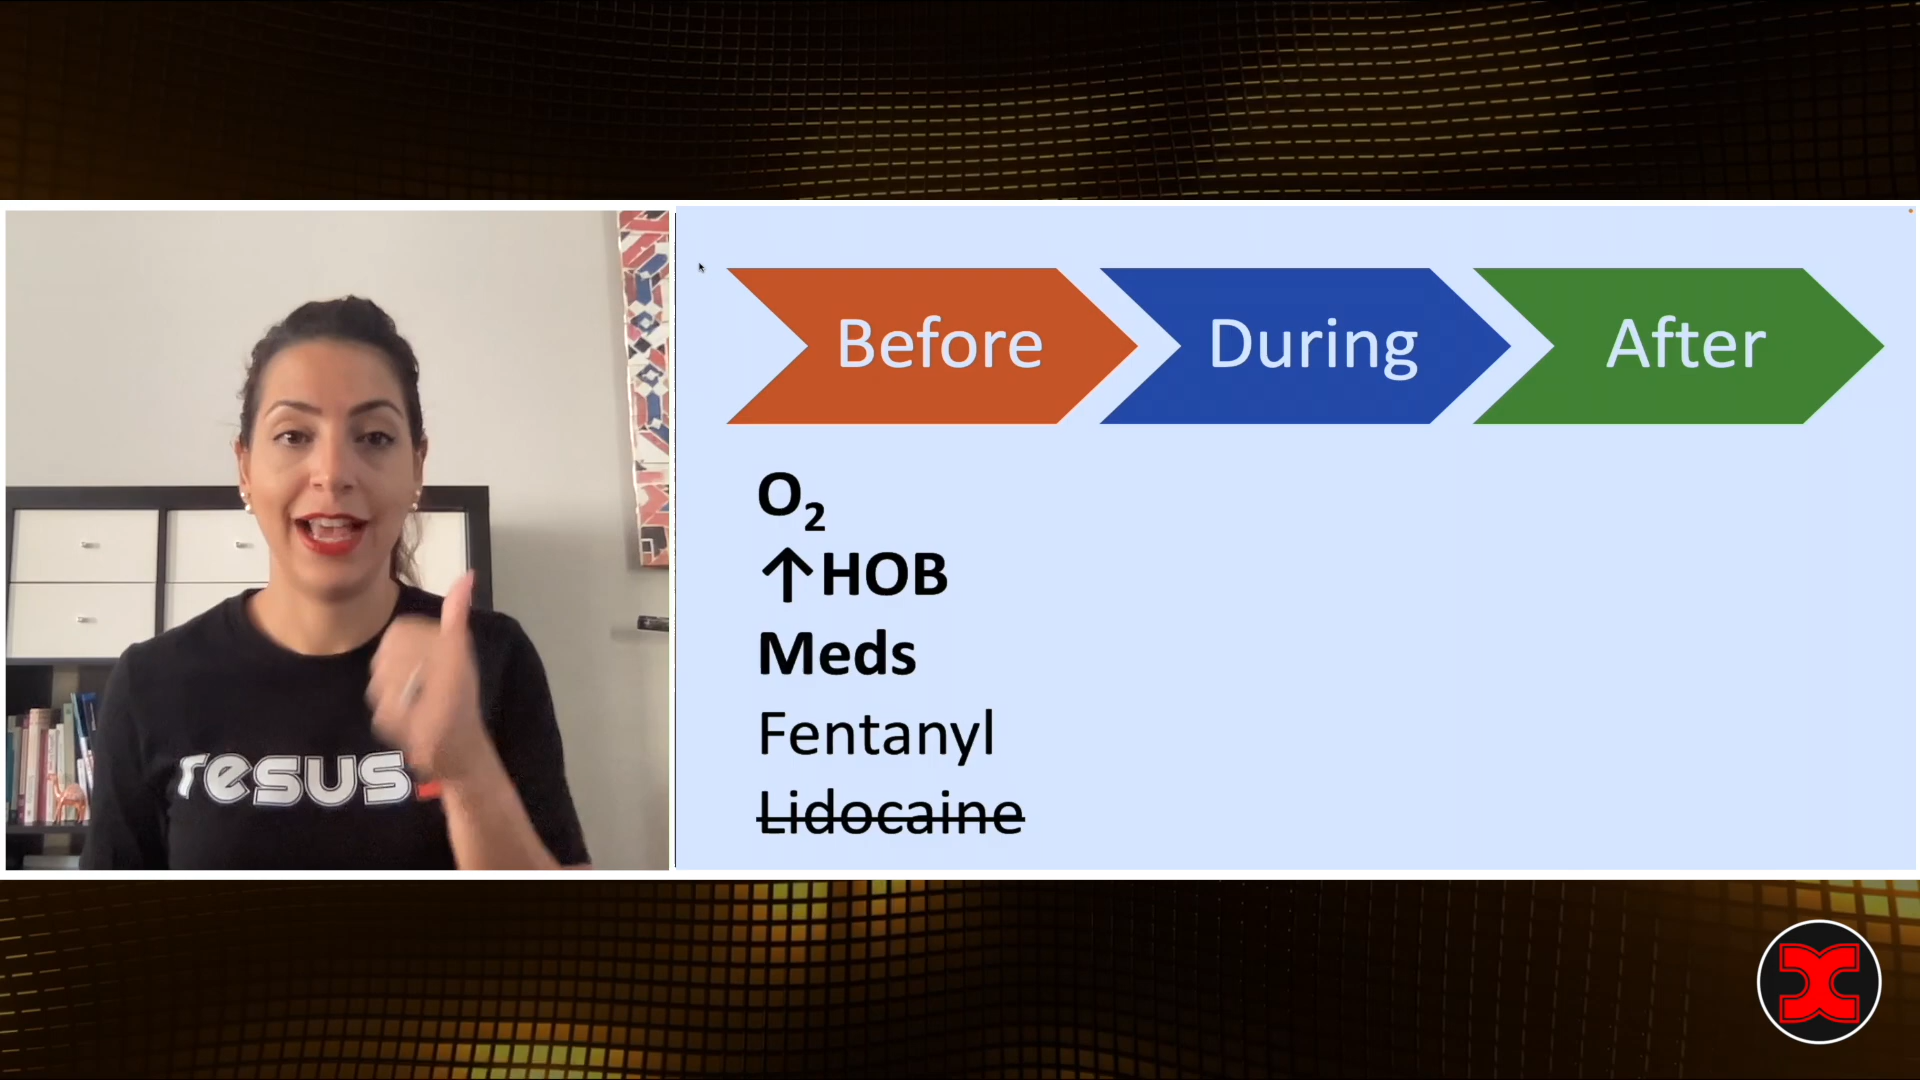 Before
During
After
O₂
↑HOB
Meds
Fentanyl
Lidocaine
resus